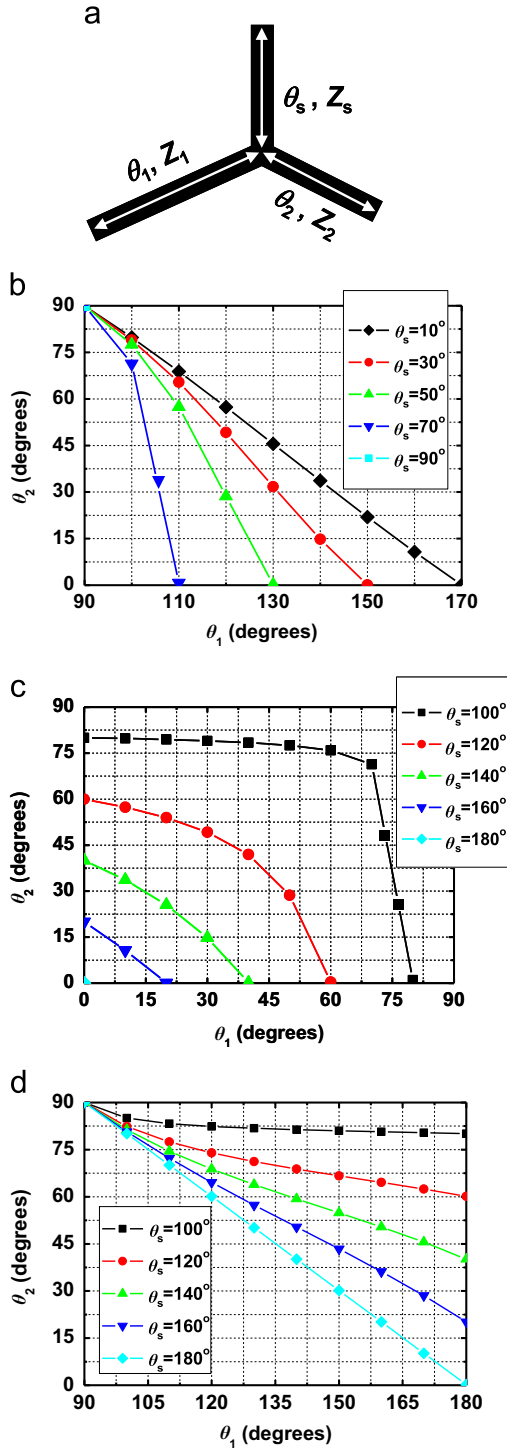 a
θs , Zs
θ1, Z1
θ2, Z2
b
90
75
60
45
30
15
0
θ2 (degrees)
θs=10°
θs=30°
θs=50°
θs=70°
θs=90°
90 110 130 150 170
θ1 (degrees)
c
90
75
60
45
30
15
0
θ2 (degrees)
θs=100°
θs=120°
θs=140°
θs=160°
θs=180°
0 15 30 45 60 75 90
θ1 (degrees)
d
90
75
60
45
30
15
0
θ2 (degrees)
θs=100°
θs=120°
θs=140°
θs=160°
θs=180°
90 105 120 135 150 165 180
θ1 (degrees)